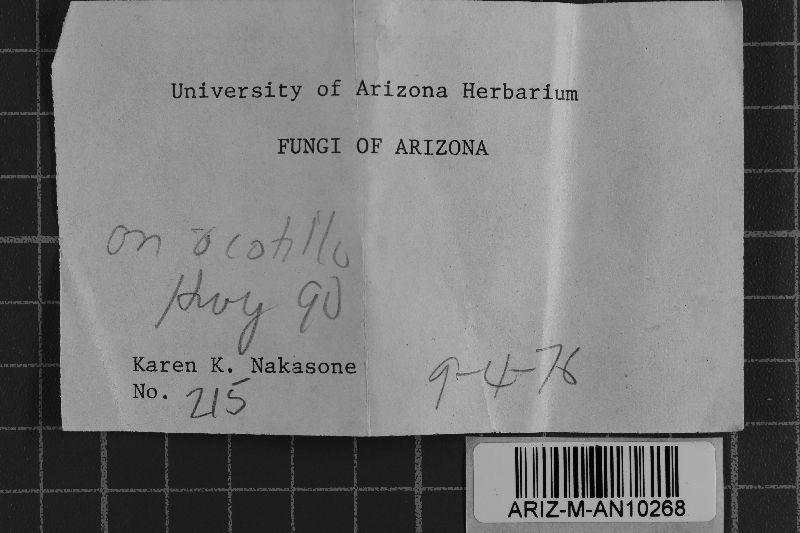 University of Arizona Herbarium
FUNGI OF ARIZONA
on ocotillo
Hwy 90
Karen K. Nakasone
No. 215
9-4-76
ARIZ-M-AN10268